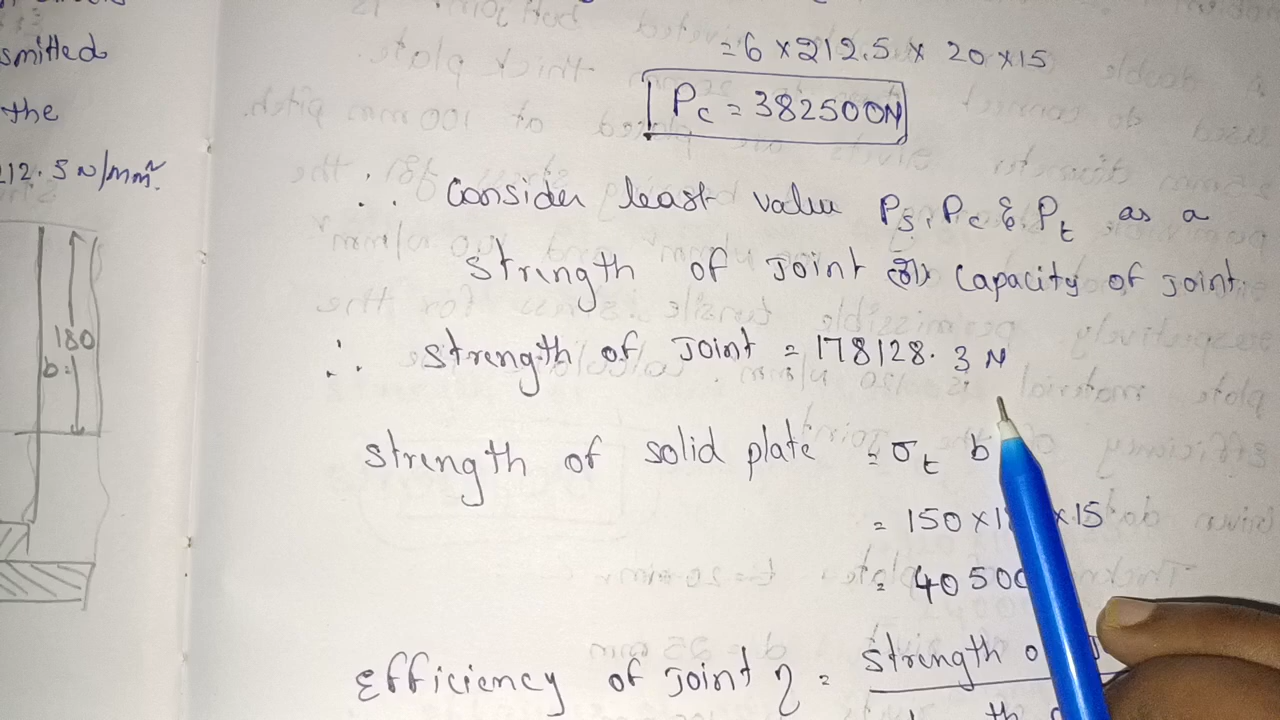 smitted
the
212.5 N/mm².
180
b=
= 6 × 212.5 × 20 × 15
Pc = 382500N
∴ Consider least value Ps, Pc & Pt as a
strength of Joint (or) Capacity of Joint.
∴ strength of Joint = 178128.3 N
strength of solid plate = σt b
= 150 × 1 × 15
= 40500
Efficiency of Joint η = strength o